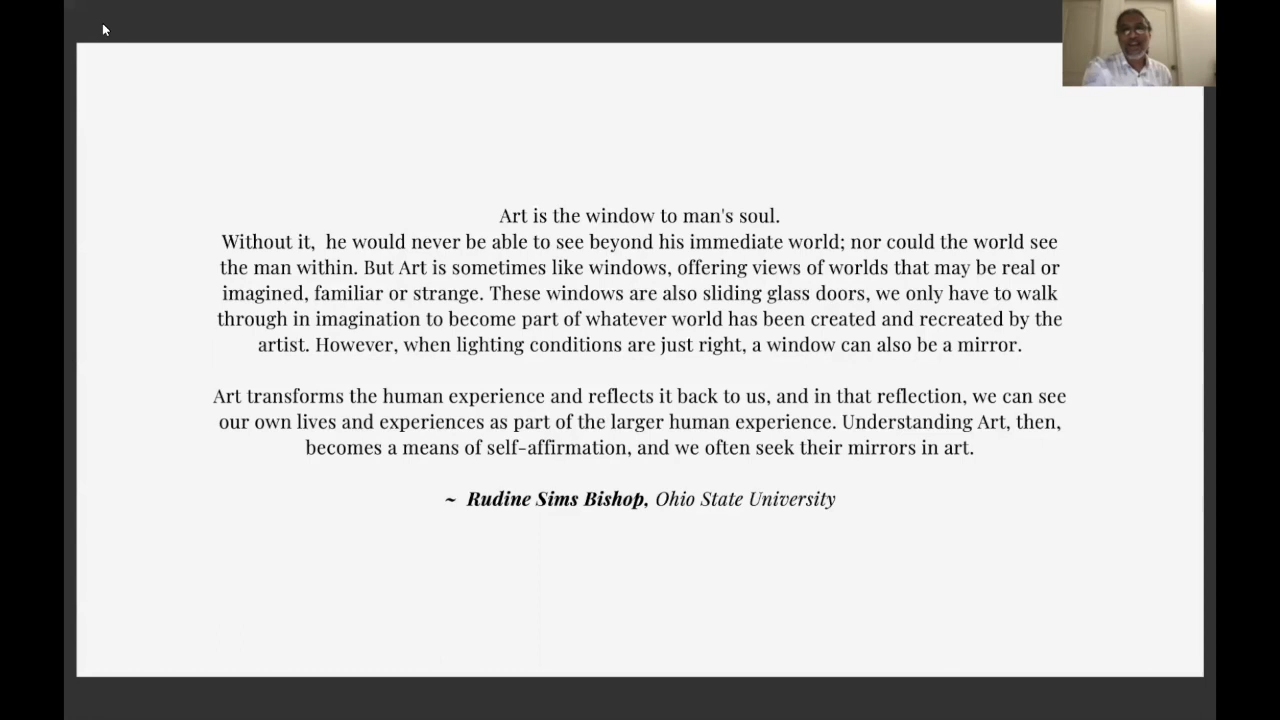 Art is the window to man's soul.
Without it,  he would never be able to see beyond his immediate world; nor could the world see
the man within. But Art is sometimes like windows, offering views of worlds that may be real or
imagined, familiar or strange. These windows are also sliding glass doors, we only have to walk
through in imagination to become part of whatever world has been created and recreated by the
artist. However, when lighting conditions are just right, a window can also be a mirror.
Art transforms the human experience and reflects it back to us, and in that reflection, we can see
our own lives and experiences as part of the larger human experience. Understanding Art, then,
becomes a means of self-affirmation, and we often seek their mirrors in art.
~ Rudine Sims Bishop, Ohio State University